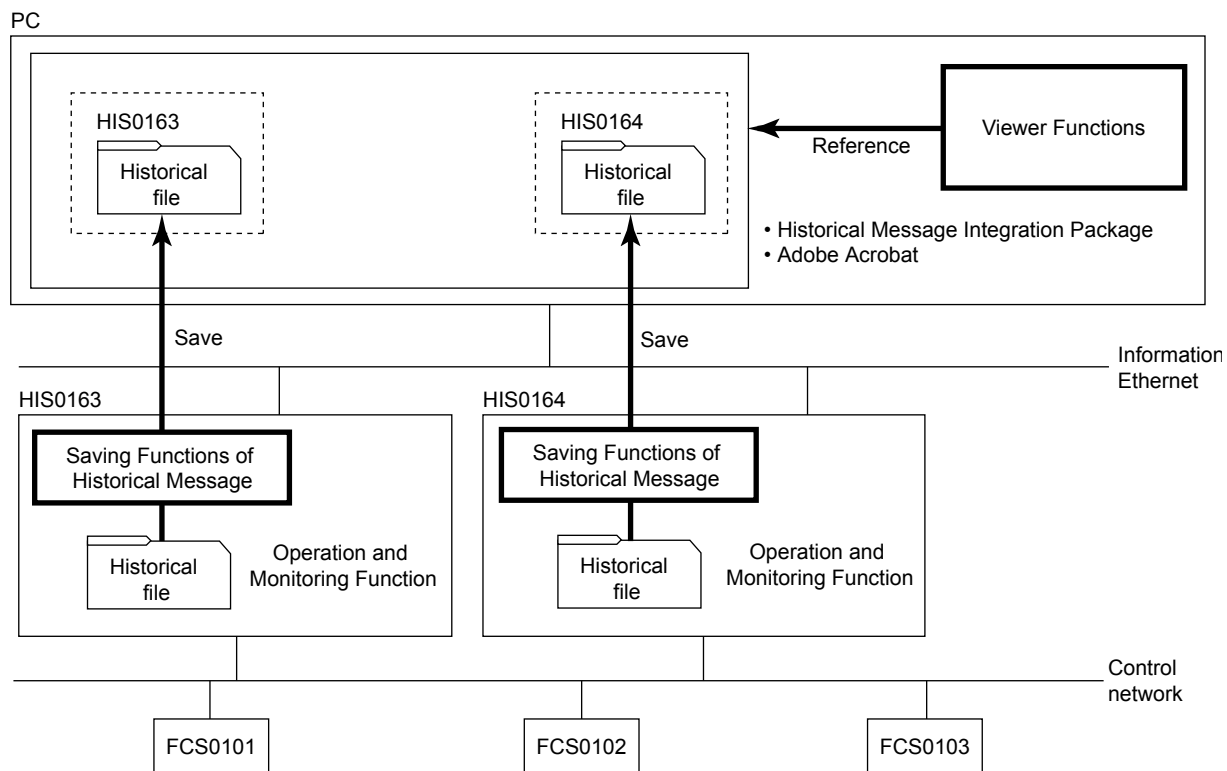 PC
HIS0163
Historical
file
HIS0164
Historical
file
Reference
Viewer Functions
• Historical Message Integration Package
• Adobe Acrobat
Save
Save
Information
Ethernet
HIS0163
Saving Functions of
Historical Message
Historical
file
Operation and
Monitoring Function
HIS0164
Saving Functions of
Historical Message
Historical
file
Operation and
Monitoring Function
Control
network
FCS0101
FCS0102
FCS0103